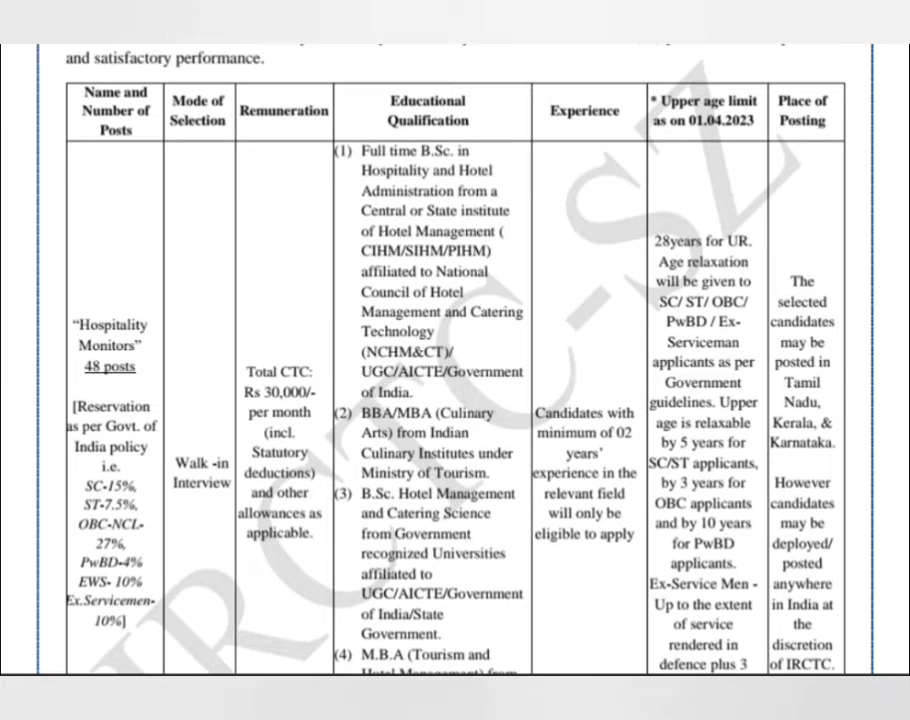 and satisfactory performance.
Name and
Number of
Posts
Mode of
Selection
Remuneration
Educational
Qualification
Experience
* Upper age limit
as on 01.04.2023
Place of
Posting
“Hospitality
Monitors”
48 posts
[Reservation
as per Govt. of
India policy
i.e.
SC-15%,
ST-7.5%,
OBC-NCL-
27%,
PwBD-4%
EWS- 10%
Ex.Servicemen-
10%]
Walk -in
Interview
Total CTC:
Rs 30,000/-
per month
(incl.
Statutory
deductions)
and other
allowances as
applicable.
(1) Full time B.Sc. in
Hospitality and Hotel
Administration from a
Central or State institute
of Hotel Management (
CIHM/SIHM/PIHM)
affiliated to National
Council of Hotel
Management and Catering
Technology
(NCHM&CT)/
UGC/AICTE/Government
of India.
(2) BBA/MBA (Culinary
Arts) from Indian
Culinary Institutes under
Ministry of Tourism.
(3) B.Sc. Hotel Management
and Catering Science
from Government
recognized Universities
affiliated to
UGC/AICTE/Government
of India/State
Government.
(4) M.B.A (Tourism and
Candidates with
minimum of 02
years’
experience in the
relevant field
will only be
eligible to apply
28years for UR.
Age relaxation
will be given to
SC/ ST/ OBC/
PwBD / Ex-
Serviceman
applicants as per
Government
guidelines. Upper
age is relaxable
by 5 years for
SC/ST applicants,
by 3 years for
OBC applicants
and by 10 years
for PwBD
applicants.
Ex-Service Men -
Up to the extent
of service
rendered in
defence plus 3
The
selected
candidates
may be
posted in
Tamil
Nadu,
Kerala, &
Karnataka.
However
candidates
may be
deployed/
posted
anywhere
in India at
the
discretion
of IRCTC.
IRCTC-SZ
IRCTC